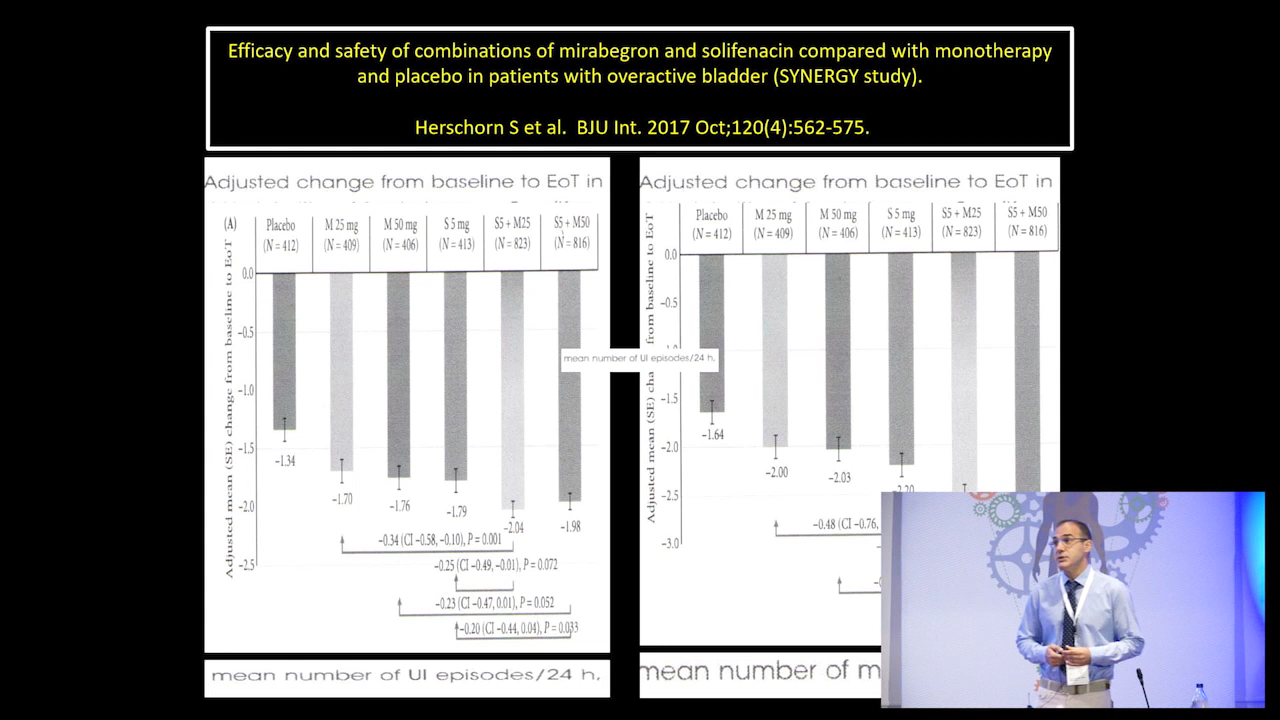 Efficacy and safety of combinations of mirabegron and solifenacin compared with monotherapy
and placebo in patients with overactive bladder (SYNERGY study).
Herschorn S et al. BJU Int. 2017 Oct;120(4):562-575.
Adjusted change from baseline to EoT in
(A)
Placebo
(N = 412)
M 25 mg
(N = 409)
M 50 mg
(N = 406)
S 5 mg
(N = 413)
S5 + M25
(N = 823)
S5 + M50
(N = 816)
Adjusted mean (SE) change from baseline to EoT
0.0
−0.5
−1.0
−1.5
−2.0
−2.5
−1.34
−1.70
−1.76
−1.79
−2.04
−1.98
−0.34 (CI −0.58, −0.10), P = 0.001
−0.25 (CI −0.49, −0.01), P = 0.072
−0.23 (CI −0.47, 0.01), P = 0.052
−0.20 (CI −0.44, 0.04), P = 0.033
mean number of UI episodes/24 h,
mean number of UI episodes/24 h,
Adjusted change from baseline to EoT in
Placebo
(N = 412)
M 25 mg
(N = 409)
M 50 mg
(N = 406)
S 5 mg
(N = 413)
S5 + M25
(N = 823)
S5 + M50
(N = 816)
Adjusted mean (SE) from baseline to EoT
0.0
−0.5
−1.5
−2.0
−2.5
−3.0
−1.64
−2.00
−2.03
−2.20
−0.48 (CI −0.76,
mean number of